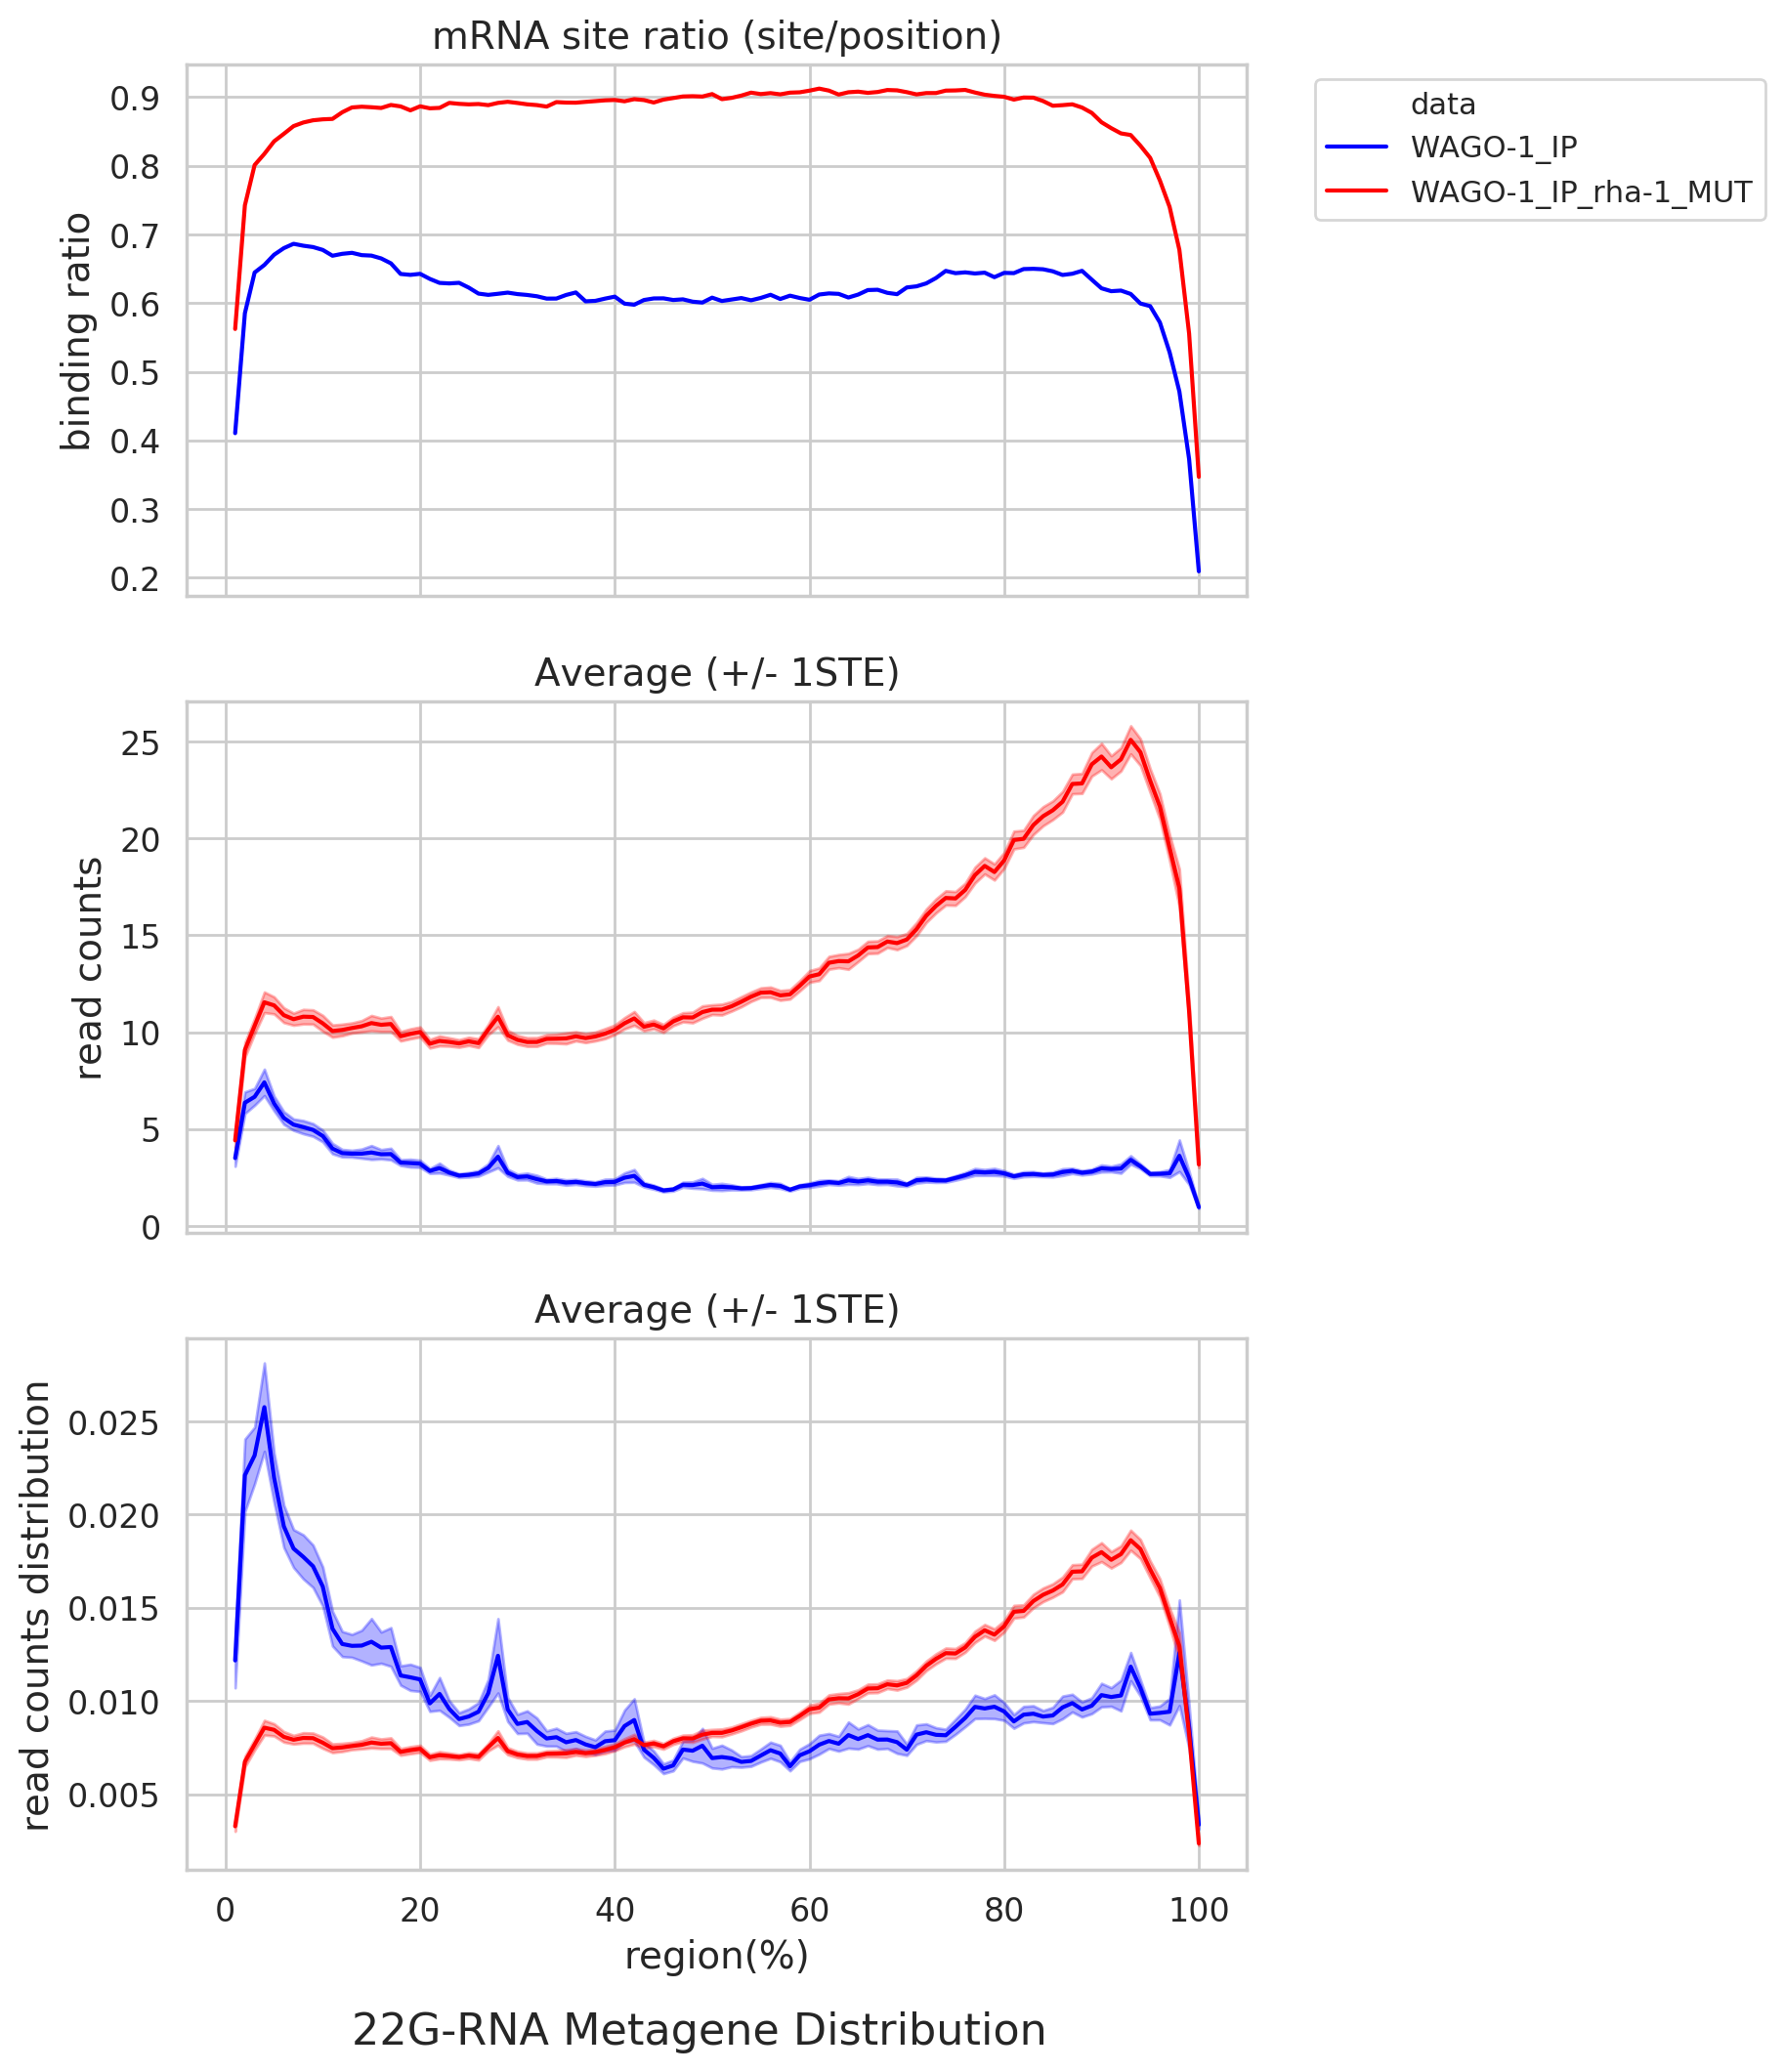 mRNA site ratio (site/position)
binding ratio
0.9
0.8
0.7
0.6
0.5
0.4
0.3
0.2
data
WAGO-1_IP
WAGO-1_IP_rha-1_MUT
Average (+/- 1STE)
read counts
25
20
15
10
5
0
Average (+/- 1STE)
read counts distribution
0.025
0.020
0.015
0.010
0.005
0 20 40 60 80 100
region(%)
22G-RNA Metagene Distribution